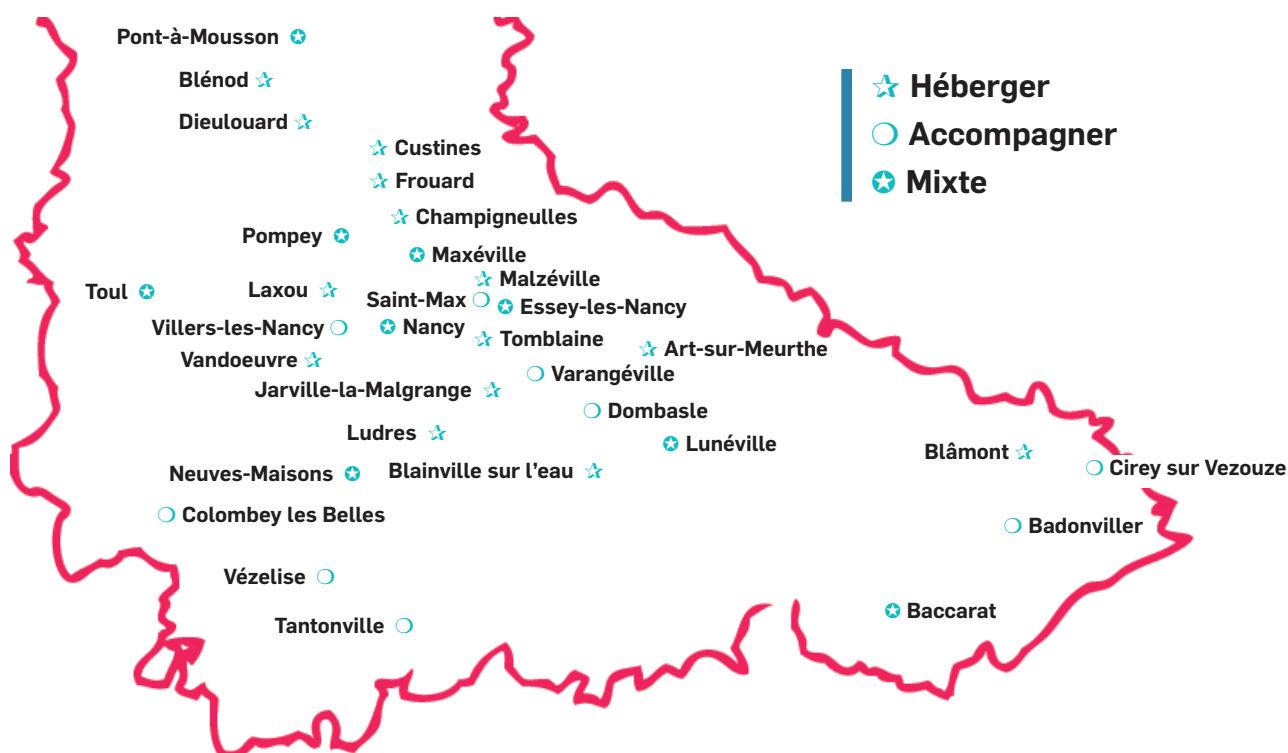 Pont-à-Mousson
Blénod
Dieulouard
Custines
Frouard
Champigneulles
Pompey
Maxéville
Malzéville
Toul
Laxou
Saint-Max
Essey-les-Nancy
Villers-les-Nancy
Nancy
Tomblaine
Art-sur-Meurthe
Vandoeuvre
Varangéville
Jarville-la-Malgrange
Dombasle
Ludres
Lunéville
Blâmont
Cirey sur Vezouze
Neuves-Maisons
Blainville sur l'eau
Colombey les Belles
Badonviller
Vézelise
Tantonville
Baccarat
Héberger
Accompagner
Mixte